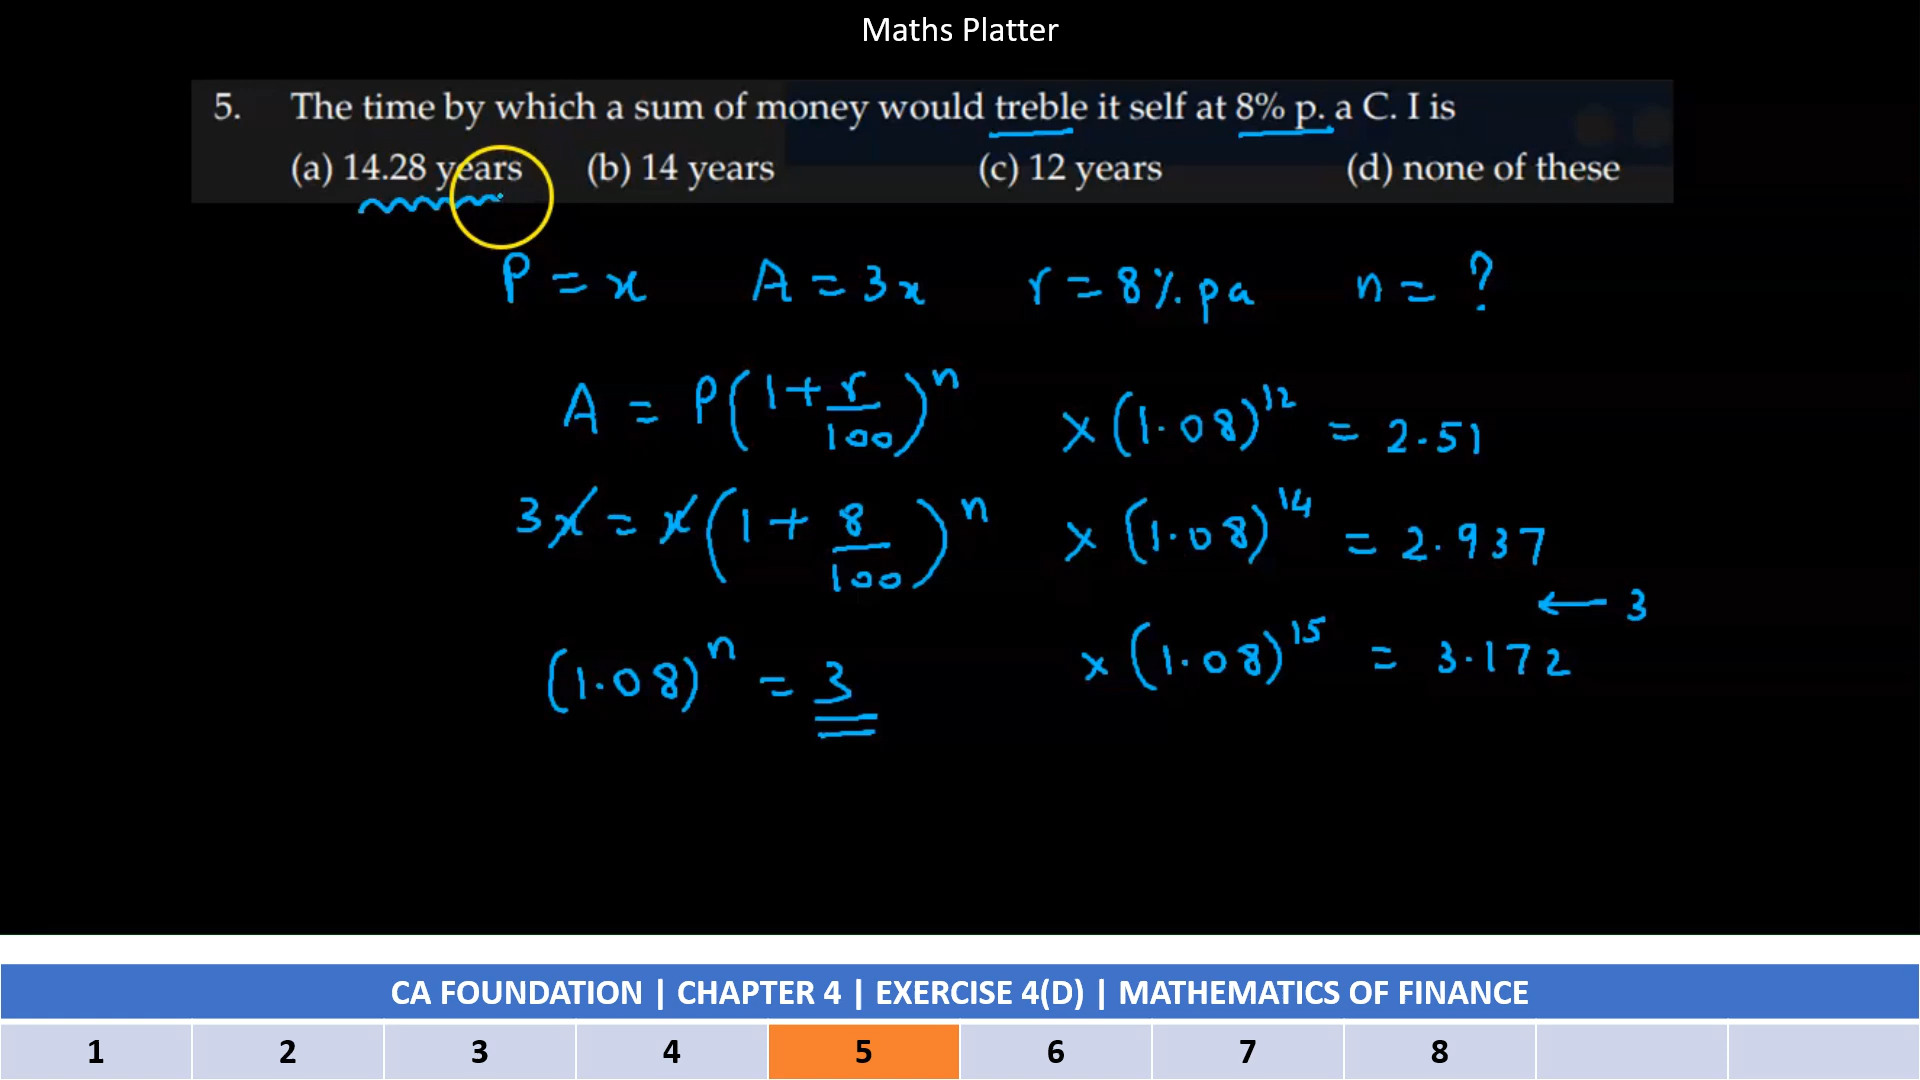 Maths Platter
5. The time by which a sum of money would treble it self at 8% p. a C. I is
(a) 14.28 years (b) 14 years (c) 12 years (d) none of these
P = x A = 3x r = 8% pa n = ?
A = P(1 + r/100)^n
3x = x(1 + 8/100)^n
(1.08)^n = 3
× (1.08)^12 = 2.51
× (1.08)^14 = 2.937
← 3
× (1.08)^15 = 3.172
CA FOUNDATION | CHAPTER 4 | EXERCISE 4(D) | MATHEMATICS OF FINANCE
1 2 3 4 5 6 7 8